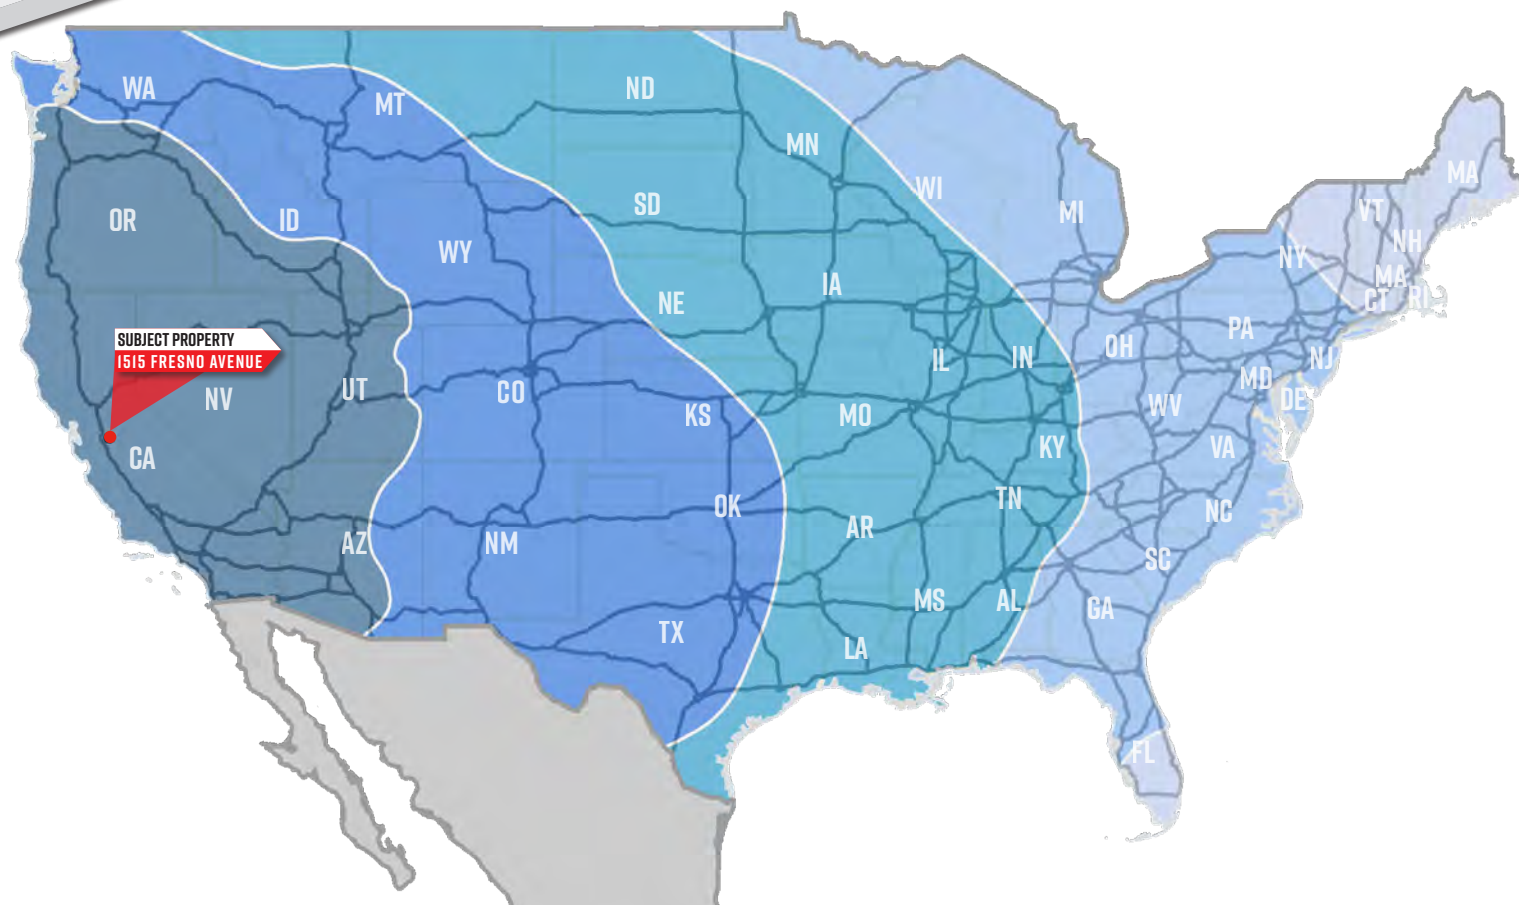 WA
MT
ND
MN
WI
MI
MA
VT
NH
NY
MA
CT
RI
OR
ID
WY
SD
IA
NE
PA
OH
NJ
IL
IN
MD
DE
WV
VA
SUBJECT PROPERTY
1515 FRESNO AVENUE
NV
UT
CO
KS
MO
KY
CA
OK
TN
NC
AZ
NM
AR
SC
MS
AL
GA
TX
LA
FL